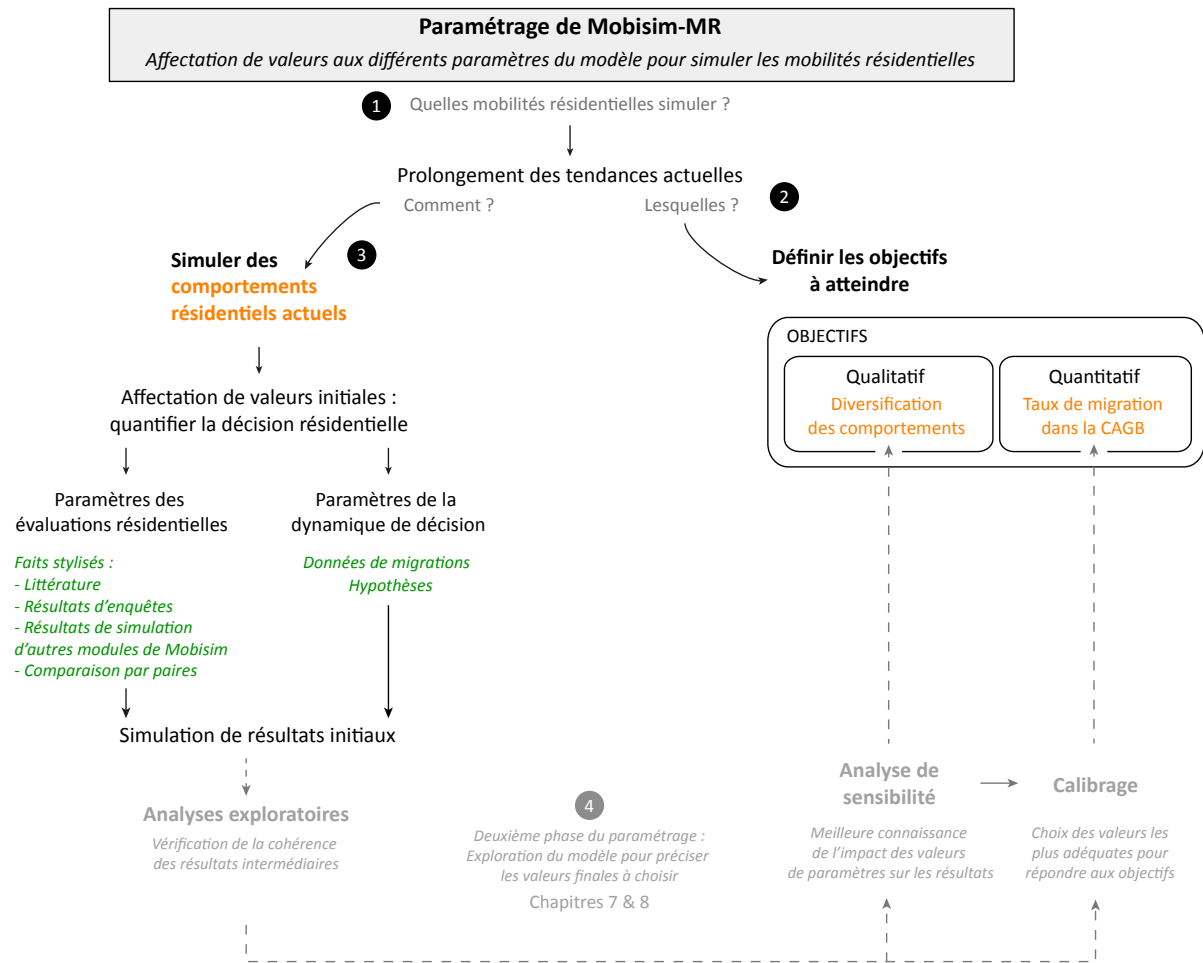 Paramétrage de Mobisim-MR
Affectation de valeurs aux différents paramètres du modèle pour simuler les mobilités résidentielles
1 Quelles mobilités résidentielles simuler ?
Prolongement des tendances actuelles
Comment ?
Lesquelles ?
2
3
Simuler des
comportements
résidentiels actuels
Définir les objectifs
à atteindre
OBJECTIFS
Qualitatif
Diversification
des comportements
Quantitatif
Taux de migration
dans la CAGB
Affectation de valeurs initiales :
quantifier la décision résidentielle
Paramètres des
évaluations résidentielles
Paramètres de la
dynamique de décision
Faits stylisés :
- Littérature
- Résultats d'enquêtes
- Résultats de simulation
d'autres modules de Mobisim
- Comparaison par paires
Données de migrations
Hypothèses
Simulation de résultats initiaux
Analyses exploratoires
Vérification de la cohérence
des résultats intermédiaires
4
Deuxième phase du paramétrage :
Exploration du modèle pour préciser
les valeurs finales à choisir
Chapitres 7 & 8
Analyse de
sensibilité
Meilleure connaissance
de l'impact des valeurs
de paramètres sur les résultats
Calibrage
Choix des valeurs les
plus adéquates pour
répondre aux objectifs